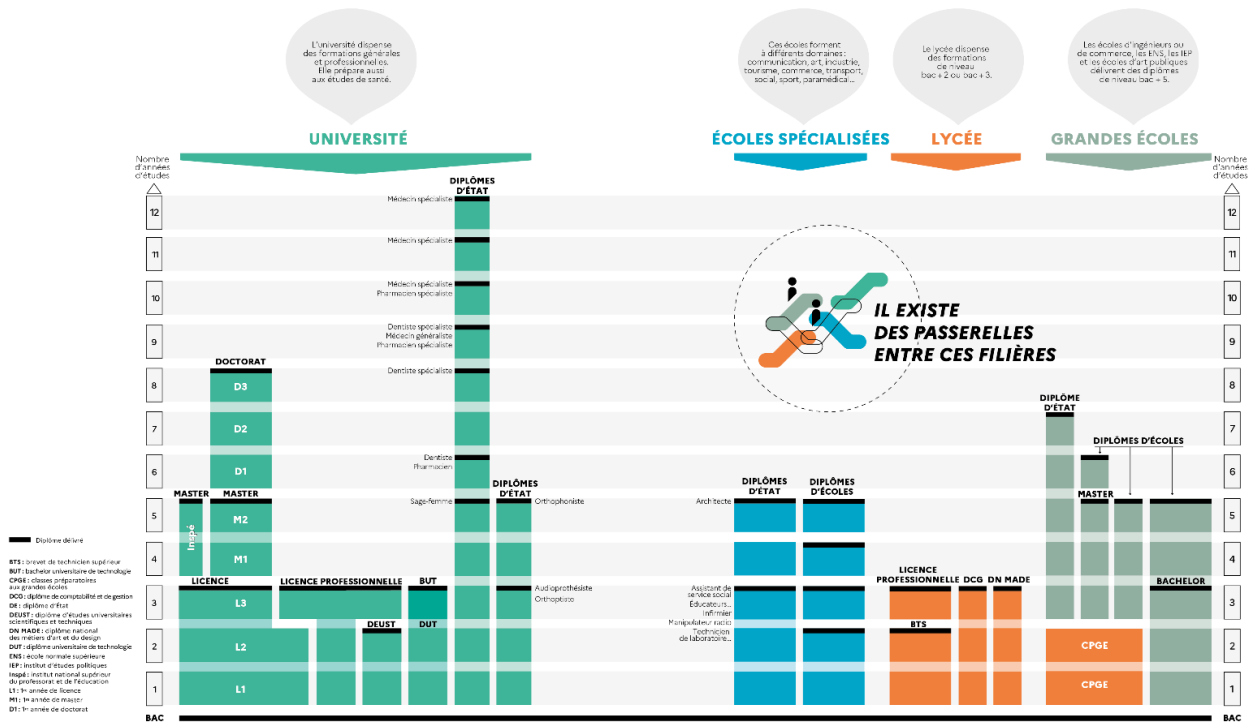 L'université dispense
des formations générales
et professionnelles.
Elle prépare aussi
aux études de santé.
Ces écoles forment
à différents domaines :
communication, art, industrie,
tourisme, commerce, transport,
social, sport, paramédical...
Le lycée dispense
des formations
de niveau
bac + 2 ou bac + 3.
Les écoles d'ingénieurs ou
de commerce, les ENS, les IEP
et les écoles d'art publiques
délivrent des diplômes
de niveau bac + 5.
UNIVERSITÉ
ÉCOLES SPÉCIALISÉES
LYCÉE
GRANDES ÉCOLES
Nombre
d'années
d'études
Nombre
d'années
d'études
DIPLÔMES
D'ÉTAT
12
Médecin spécialiste
12
11
Médecin spécialiste
11
10
Médecin spécialiste
Pharmacien spécialiste
10
9
Dentiste spécialiste
Médecin généraliste
Pharmacien spécialiste
9
IL EXISTE
DES PASSERELLES
ENTRE CES FILIÈRES
DOCTORAT
8
D3
Dentiste spécialiste
8
DIPLÔME
D'ÉTAT
7
D2
7
DIPLÔMES D'ÉCOLES
6
D1
Dentiste
Pharmacien
6
MASTER
MASTER
DIPLÔMES
D'ÉTAT
DIPLÔMES
D'ÉTAT
DIPLÔMES
D'ÉCOLES
MASTER
5
Inspé
M2
Sage-femme
Orthophoniste
Architecte
5
4
M1
4
LICENCE
LICENCE PROFESSIONNELLE
BUT
LICENCE
PROFESSIONNELLE
DCG
DN MADE
BACHELOR
3
L3
Audioprothésiste
Orthoptiste
Assistant de
service social
Éducateurs...
Infirmier
Manipulateur radio
Technicien
de laboratoire...
3
DEUST
DUT
BTS
2
L2
CPGE
2
1
L1
CPGE
1
BAC
BAC
Diplôme délivré
BTS : brevet de technicien supérieur
BUT : bachelor universitaire de technologie
CPGE : classes préparatoires
aux grandes écoles
DCG : diplôme de comptabilité et de gestion
DE : diplôme d'État
DEUST : diplôme d'études universitaires
scientifiques et techniques
DN MADE : diplôme national
des métiers d'art et du design
DUT : diplôme universitaire de technologie
ENS : école normale supérieure
IEP : institut d'études politiques
Inspé : institut national supérieur
du professorat et de l'éducation
L1 : 1re année de licence
M1 : 1re année de master
D1 : 1re année de doctorat